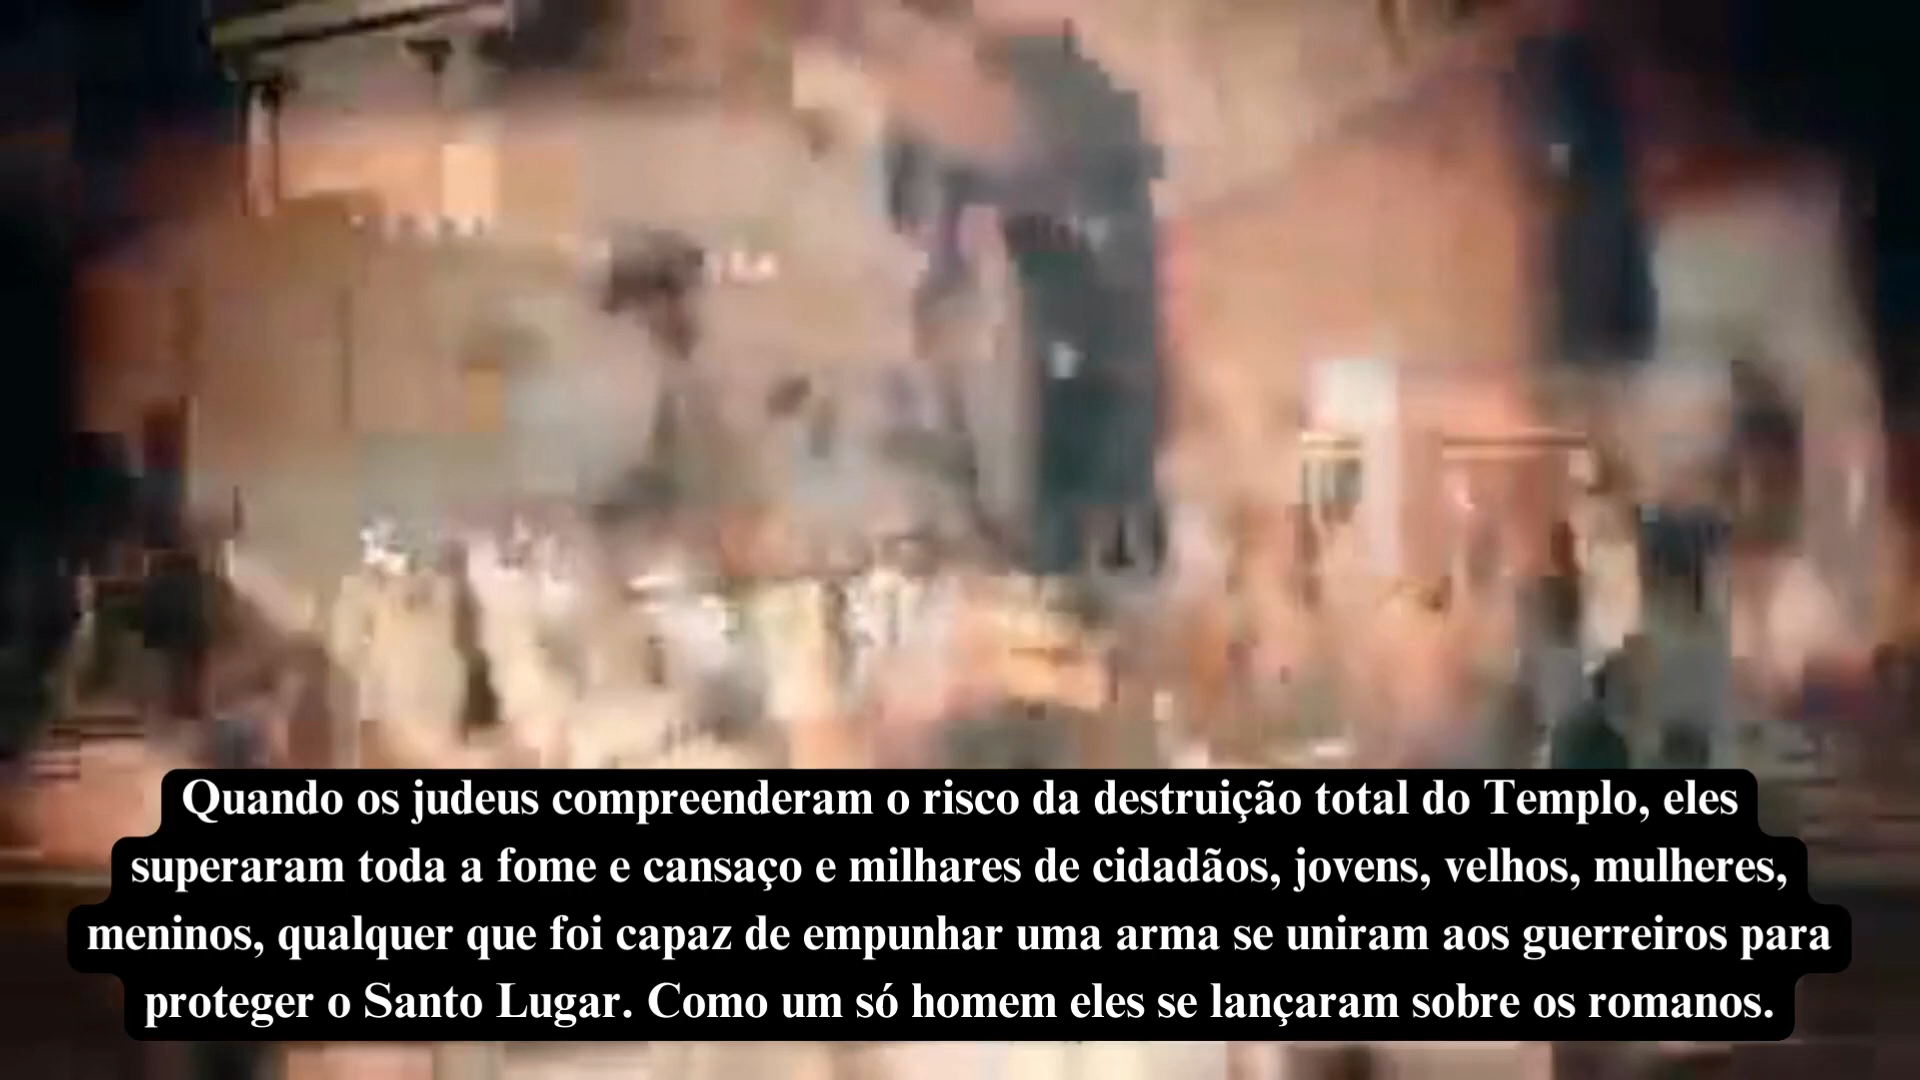 Quando os judeus compreenderam o risco da destruição total do Templo, eles
superaram toda a fome e cansaço e milhares de cidadãos, jovens, velhos, mulheres,
meninos, qualquer que foi capaz de empunhar uma arma se uniram aos guerreiros para
proteger o Santo Lugar. Como um só homem eles se lançaram sobre os romanos.